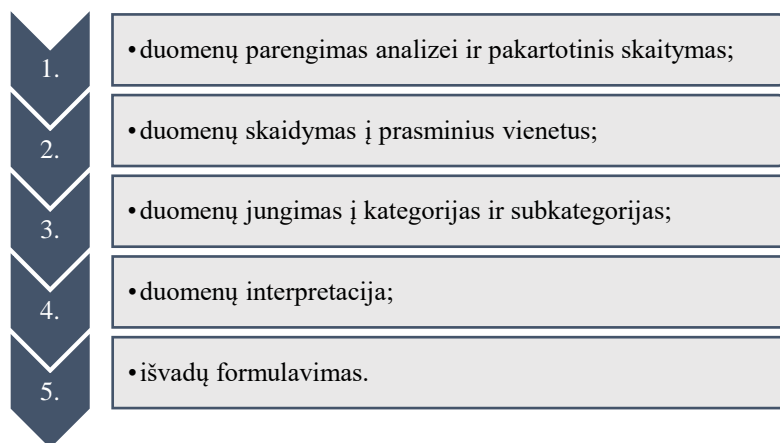 1.
•duomenų parengimas analizei ir pakartotinis skaitymas;
2.
•duomenų skaidymas į prasminius vienetus;
3.
•duomenų jungimas į kategorijas ir subkategorijas;
4.
•duomenų interpretacija;
5.
•išvadų formulavimas.